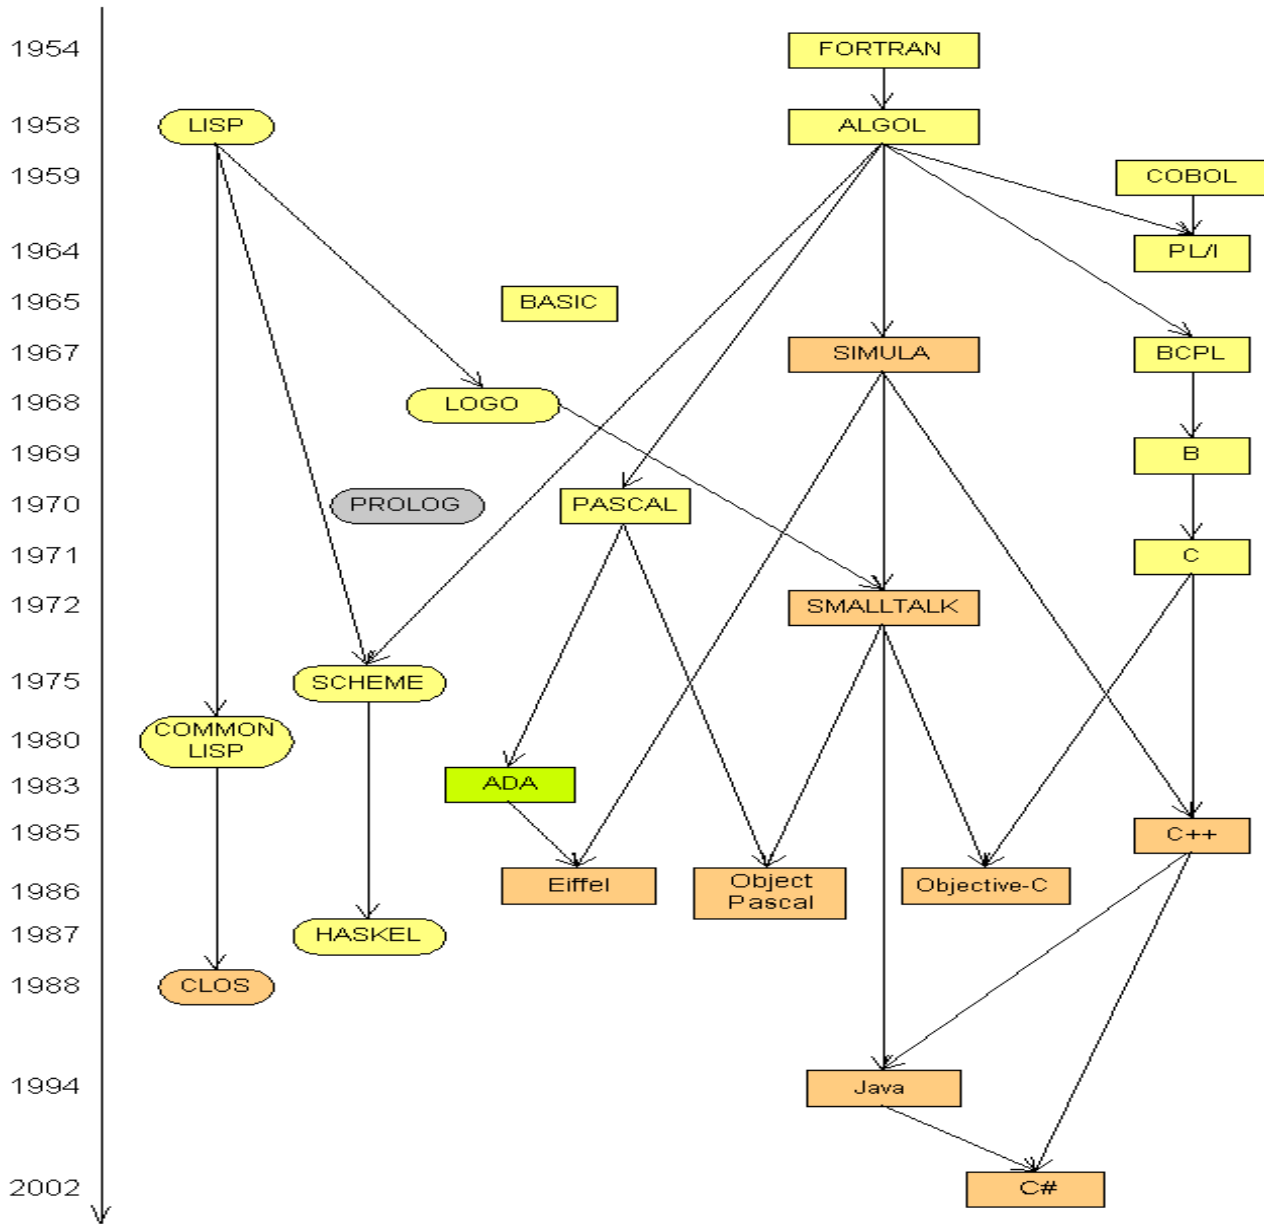 1954
FORTRAN
1958
LISP
ALGOL
1959
COBOL
1964
PL/I
1965
BASIC
1967
SIMULA
BCPL
1968
LOGO
1969
B
1970
PROLOG
PASCAL
1971
C
1972
SMALLTALK
1975
SCHEME
1980
COMMON
LISP
1983
ADA
1985
C++
1986
Eiffel
Object
Pascal
Objective-C
1987
HASKEL
1988
CLOS
1994
Java
2002
C#